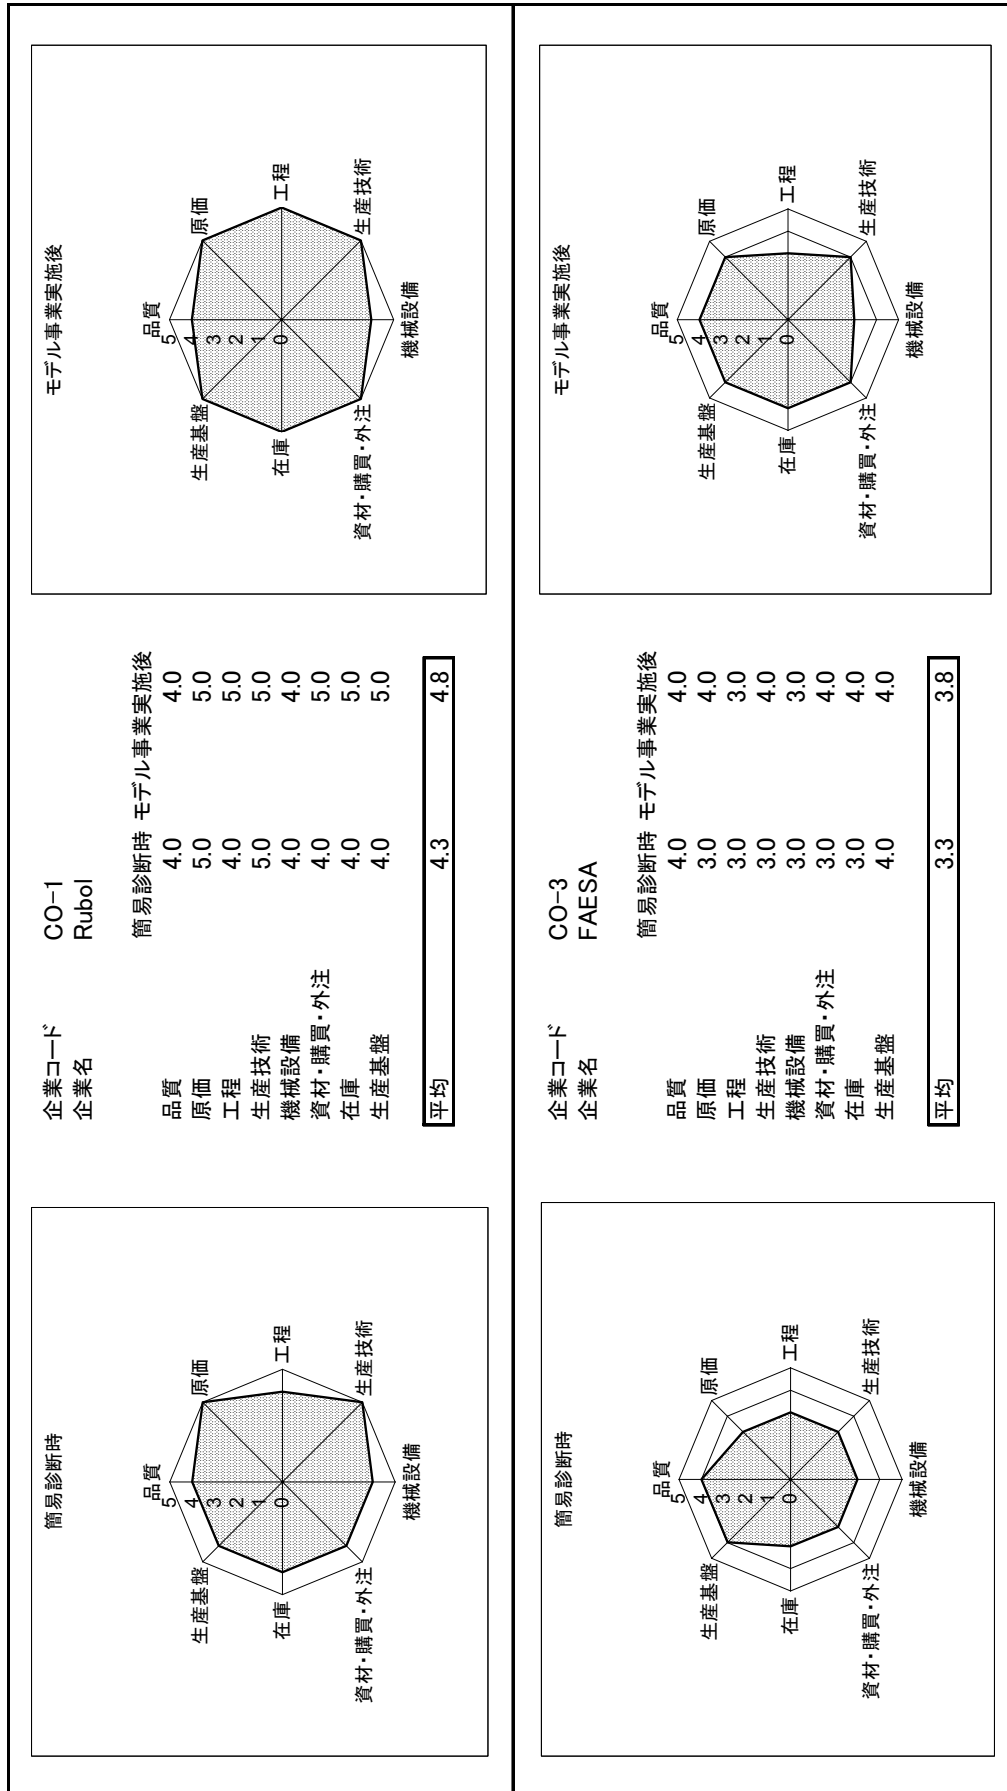 簡易診断時
品質
原価
工程
生産技術
機械設備
資材・購買・外注
在庫
生産基盤
5
4
3
2
1
0
企業コード CO-1
企業名 Rubol
簡易診断時 モデル事業実施後
品質 4.0 4.0
原価 5.0 5.0
工程 4.0 5.0
生産技術 5.0 5.0
機械設備 4.0 4.0
資材・購買・外注 4.0 5.0
在庫 4.0 5.0
生産基盤 4.0 5.0
平均 4.3 4.8
モデル事業実施後
品質
原価
工程
生産技術
機械設備
資材・購買・外注
在庫
生産基盤
5
4
3
2
1
0
簡易診断時
品質
原価
工程
生産技術
機械設備
資材・購買・外注
在庫
生産基盤
5
4
3
2
1
0
企業コード CO-3
企業名 FAESA
簡易診断時 モデル事業実施後
品質 4.0 4.0
原価 3.0 4.0
工程 3.0 3.0
生産技術 3.0 4.0
機械設備 3.0 3.0
資材・購買・外注 3.0 4.0
在庫 3.0 4.0
生産基盤 4.0 4.0
平均 3.3 3.8
モデル事業実施後
品質
原価
工程
生産技術
機械設備
資材・購買・外注
在庫
生産基盤
5
4
3
2
1
0